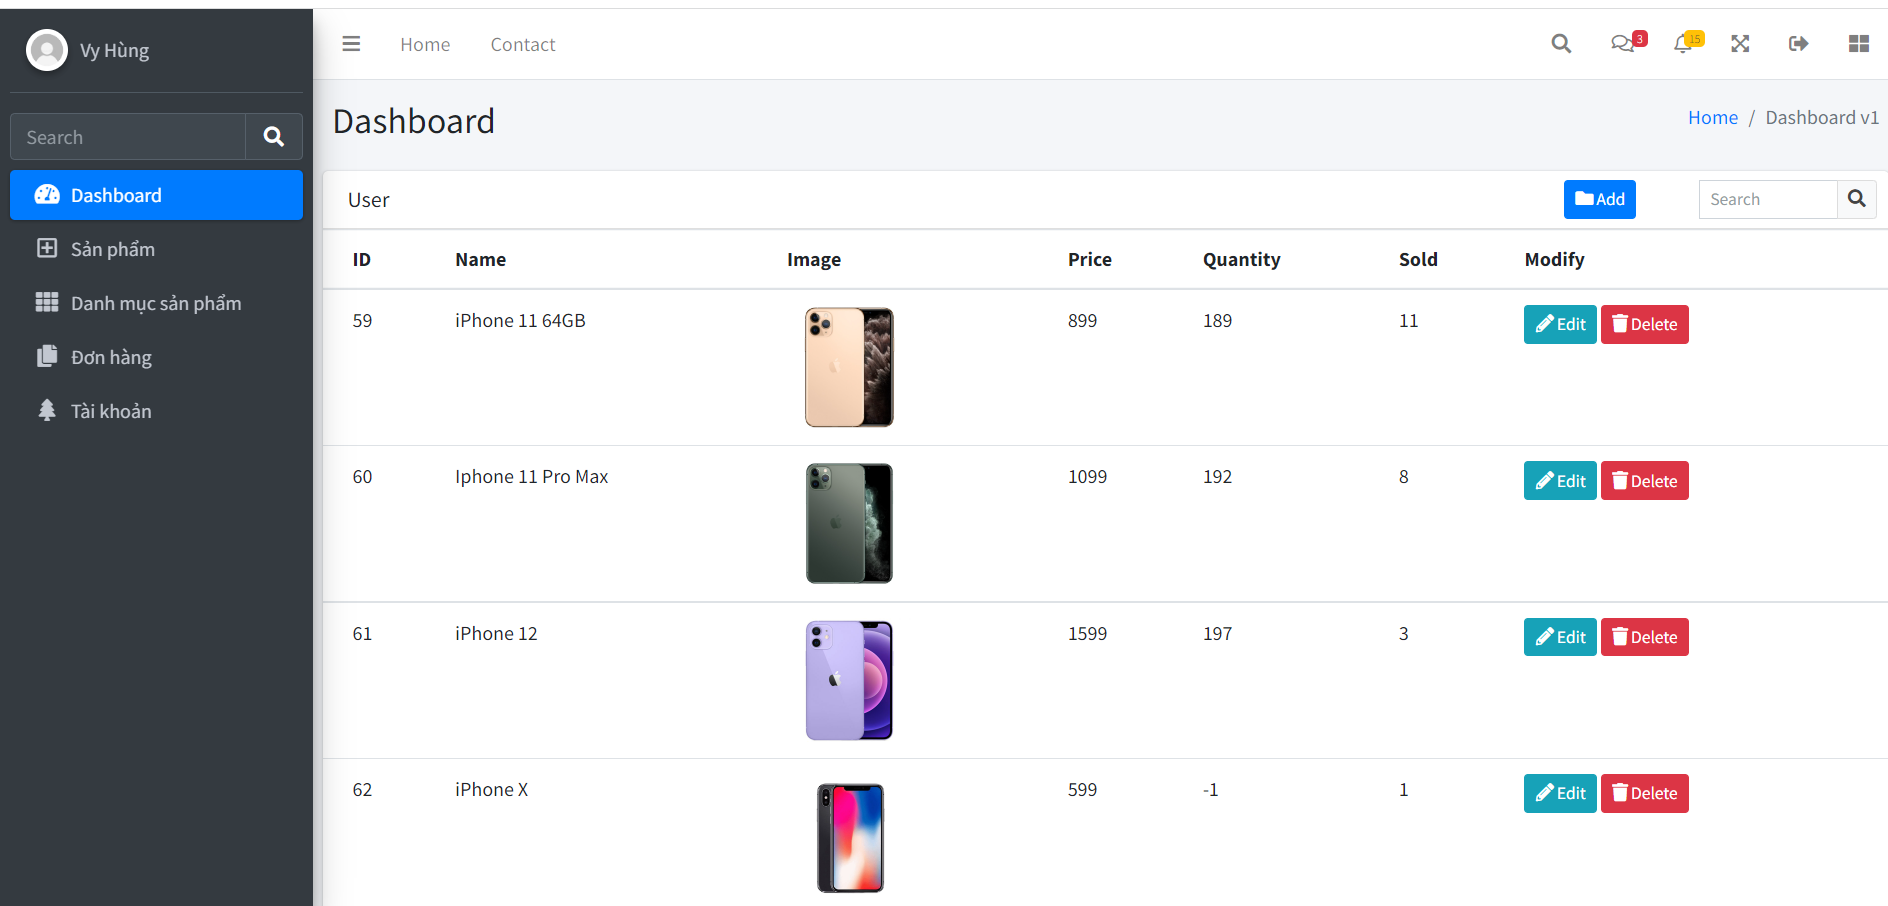 Vy Hùng
Search
Dashboard
Sản phẩm
Danh mục sản phẩm
Đơn hàng
Tài khoản
Home Contact
3 15
Dashboard
Home / Dashboard v1
User Add Search
ID Name Image Price Quantity Sold Modify
59 iPhone 11 64GB 899 189 11 Edit Delete
60 Iphone 11 Pro Max 1099 192 8 Edit Delete
61 iPhone 12 1599 197 3 Edit Delete
62 iPhone X 599 -1 1 Edit Delete